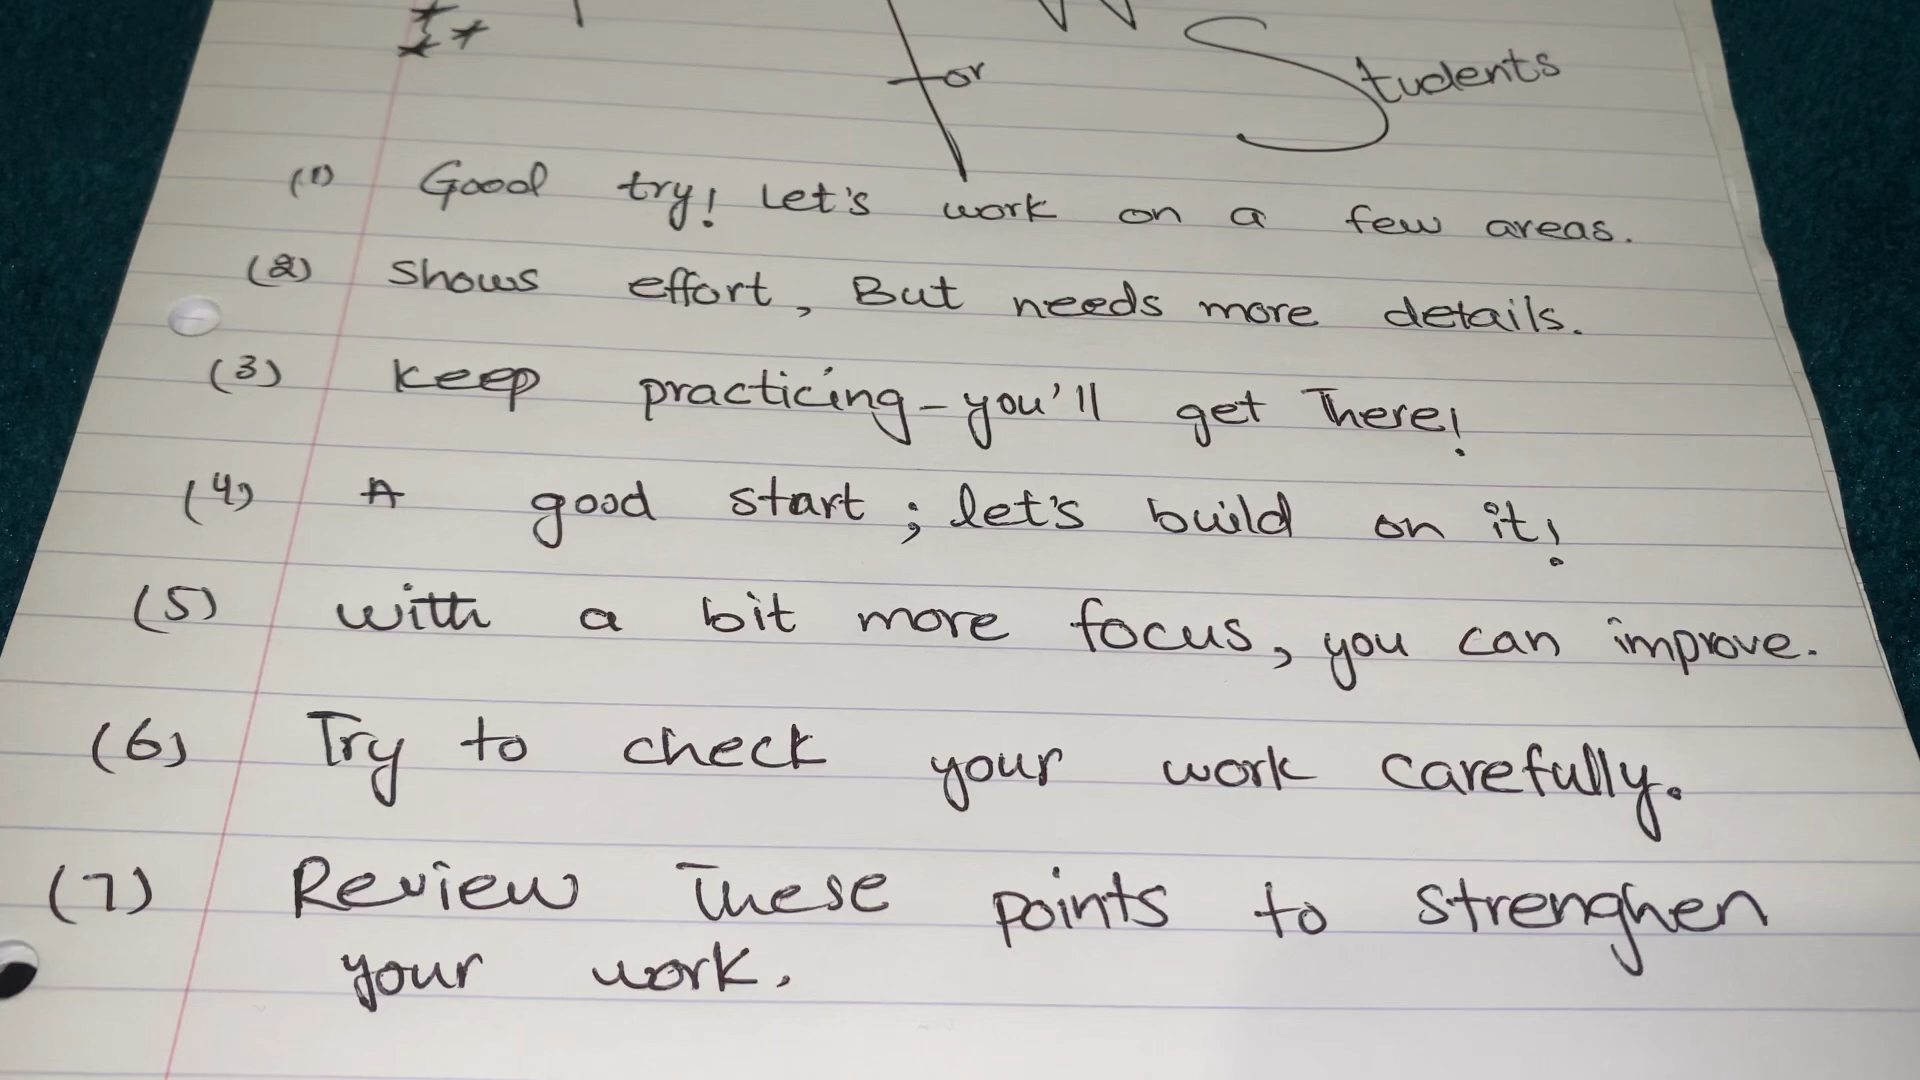 for Students
(1) Good try! Let's work on a few areas.
(2) Shows effort, But needs more details.
(3) Keep practicing - you'll get There!
(4) A good start; let's build on it!
(5) with a bit more focus, you can improve.
(6) Try to check your work carefully.
(7) Review These points to strenghen
your work.